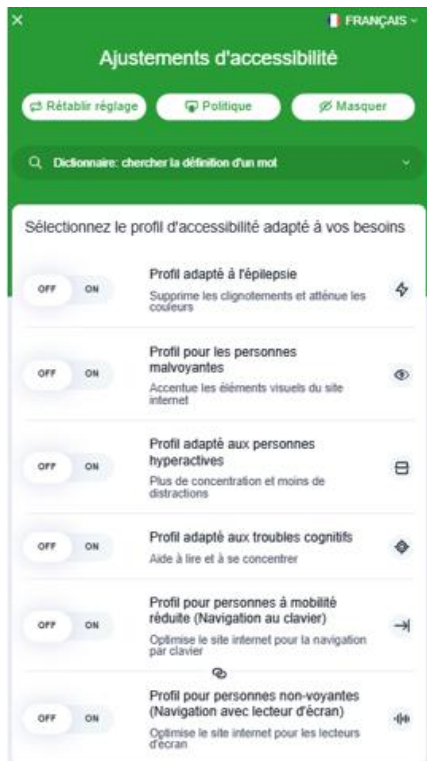 FRANÇAIS
Ajustements d'accessibilité
Rétablir réglage
Politique
Masquer
Dictionnaire: chercher la définition d'un mot
Sélectionnez le profil d'accessibilité adapté à vos besoins
OFF ON
Profil adapté à l'épilepsie
Supprime les clignotements et atténue les
couleurs
OFF ON
Profil pour les personnes
malvoyantes
Accentue les éléments visuels du site
internet
OFF ON
Profil adapté aux personnes
hyperactives
Plus de concentration et moins de
distractions
OFF ON
Profil adapté aux troubles cognitifs
Aide à lire et à se concentrer
OFF ON
Profil pour personnes à mobilité
réduite (Navigation au clavier)
Optimise le site internet pour la navigation
par clavier
OFF ON
Profil pour personnes non-voyantes
(Navigation avec lecteur d'écran)
Optimise le site internet pour les lecteurs
d'écran